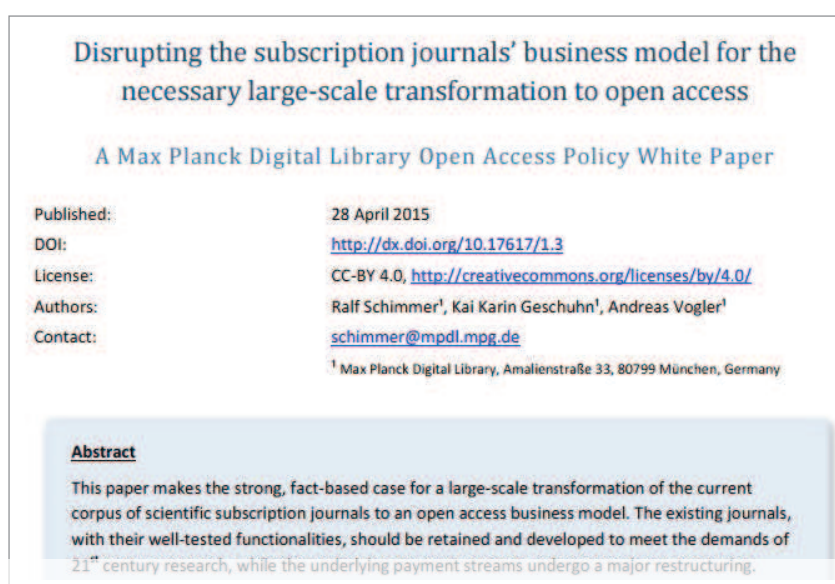 Disrupting the subscription journals’ business model for the
necessary large-scale transformation to open access
A Max Planck Digital Library Open Access Policy White Paper
Published: 28 April 2015
DOI: http://dx.doi.org/10.17617/1.3
License: CC-BY 4.0, http://creativecommons.org/licenses/by/4.0/
Authors: Ralf Schimmer¹, Kai Karin Geschuhn¹, Andreas Vogler¹
Contact: schimmer@mpdl.mpg.de
¹ Max Planck Digital Library, Amalienstraße 33, 80799 München, Germany
Abstract
This paper makes the strong, fact-based case for a large-scale transformation of the current
corpus of scientific subscription journals to an open access business model. The existing journals,
with their well-tested functionalities, should be retained and developed to meet the demands of
21st century research, while the underlying payment streams undergo a major restructuring.